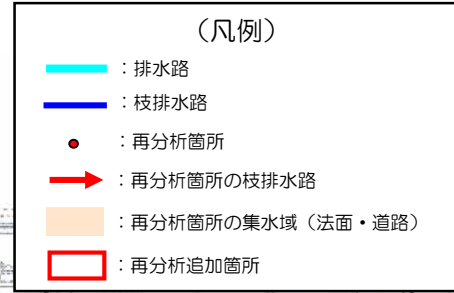 （凡例）
：排水路
：枝排水路
：再分析箇所
：再分析箇所の枝排水路
：再分析箇所の集水域（法面・道路）
：再分析追加箇所